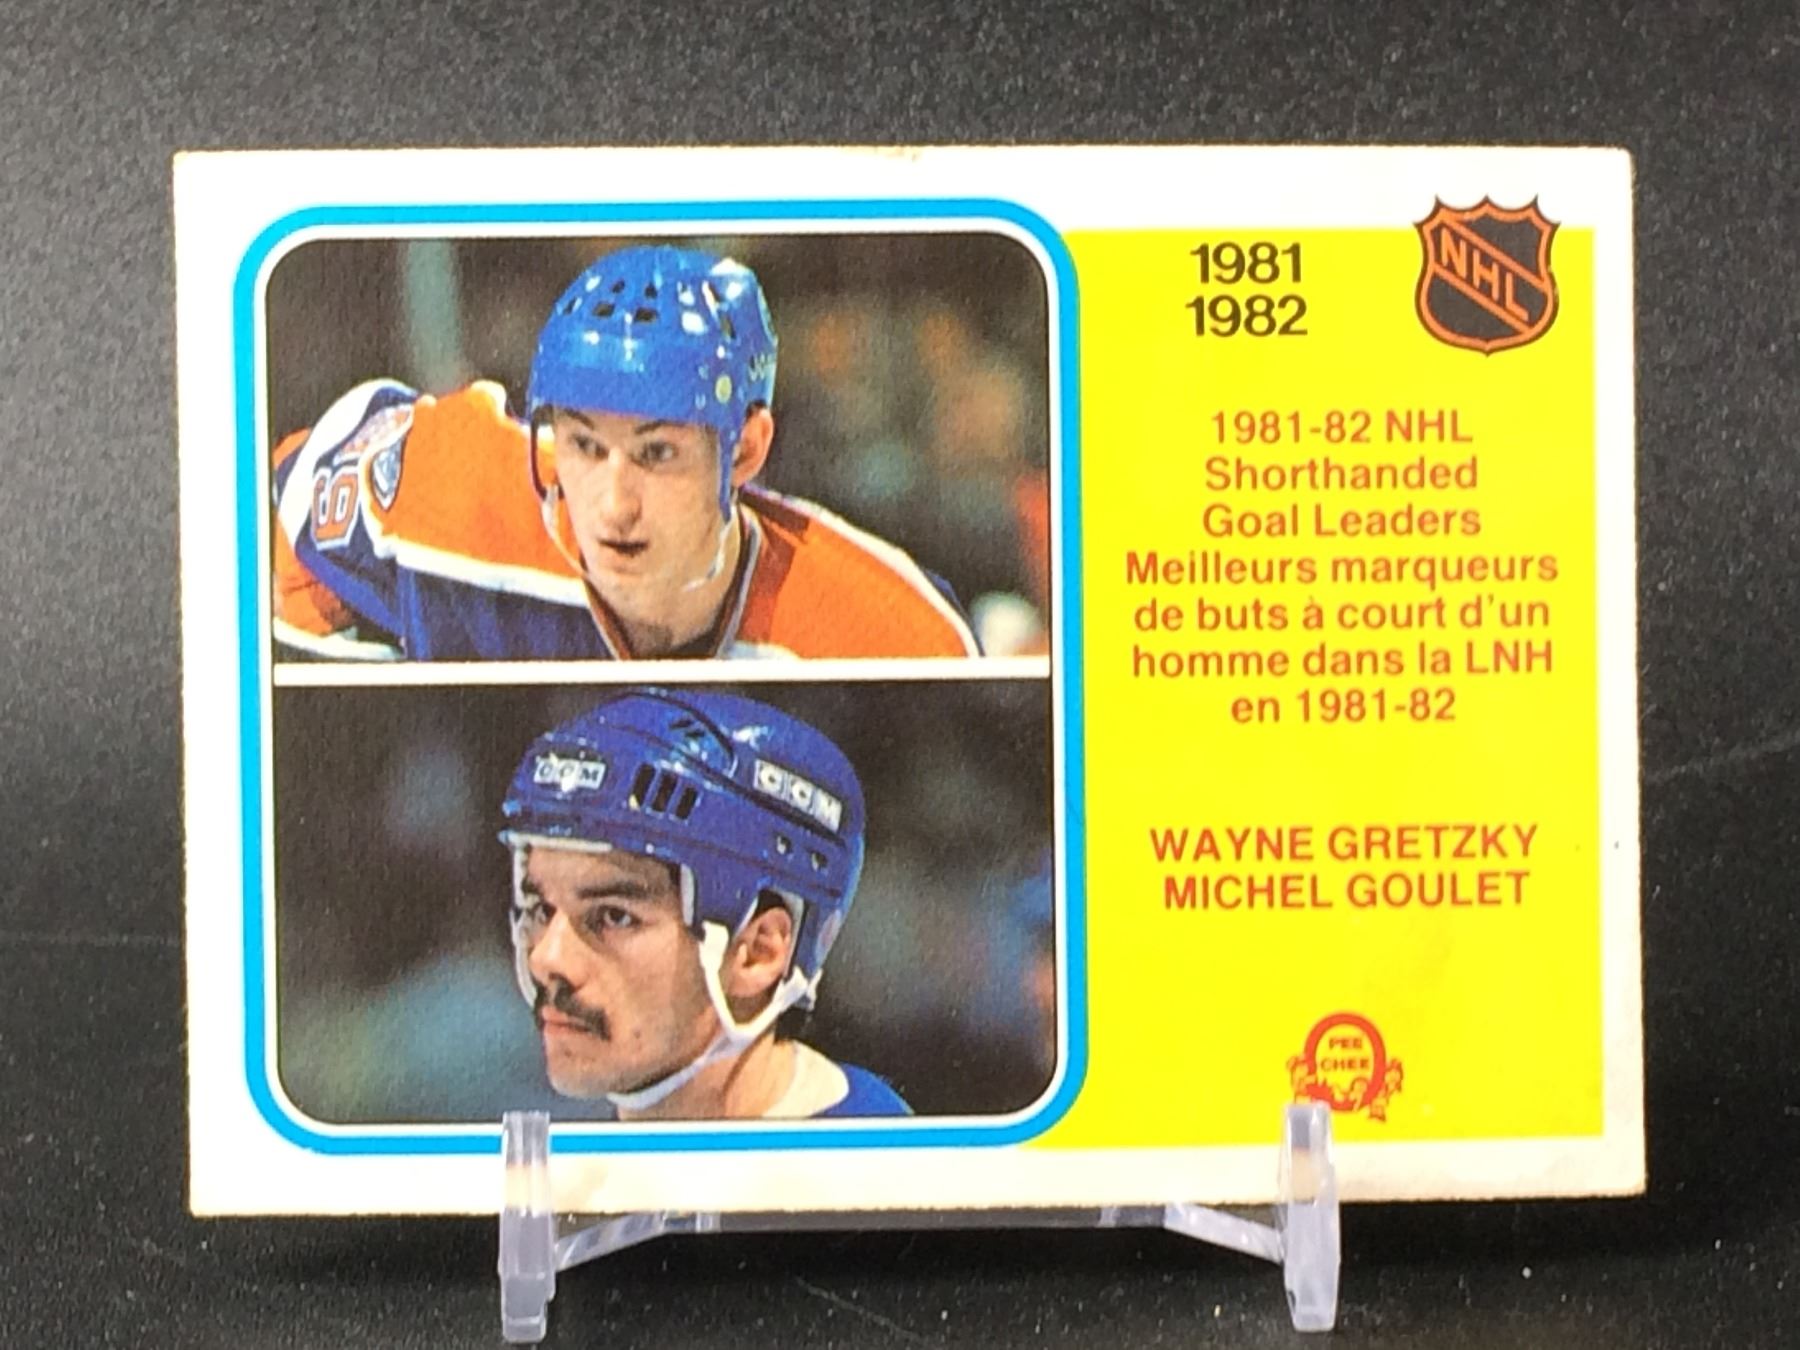 1981
1982
NHL
1981-82 NHL
Shorthanded
Goal Leaders
Meilleurs marqueurs
de buts à court d'un
homme dans la LNH
en 1981-82
WAYNE GRETZKY
MICHEL GOULET
PEE
CHEE
CCM
CCM